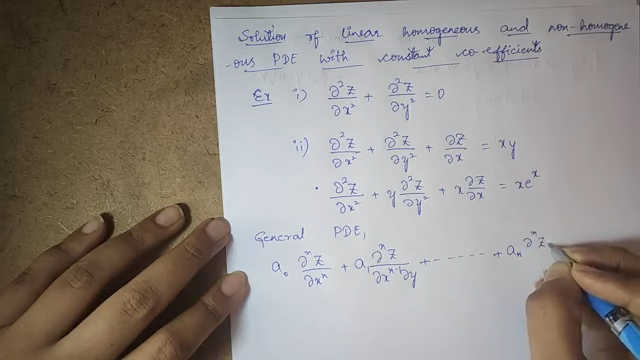 Solution of linear homogeneous and non-homogene
-ous PDE with constant co-efficients
Ex i) ∂²z/∂x² + ∂²z/∂y² = 0
ii) ∂²z/∂x² + ∂²z/∂y² + ∂z/∂x = xy
• ∂²z/∂x² + y ∂²z/∂y² + x ∂z/∂x = xeˣ
General PDE,
a₀ ∂ⁿz/∂xⁿ + a₁ ∂ⁿz/∂xⁿ⁻¹∂y + ------ + aₙ ∂ⁿz